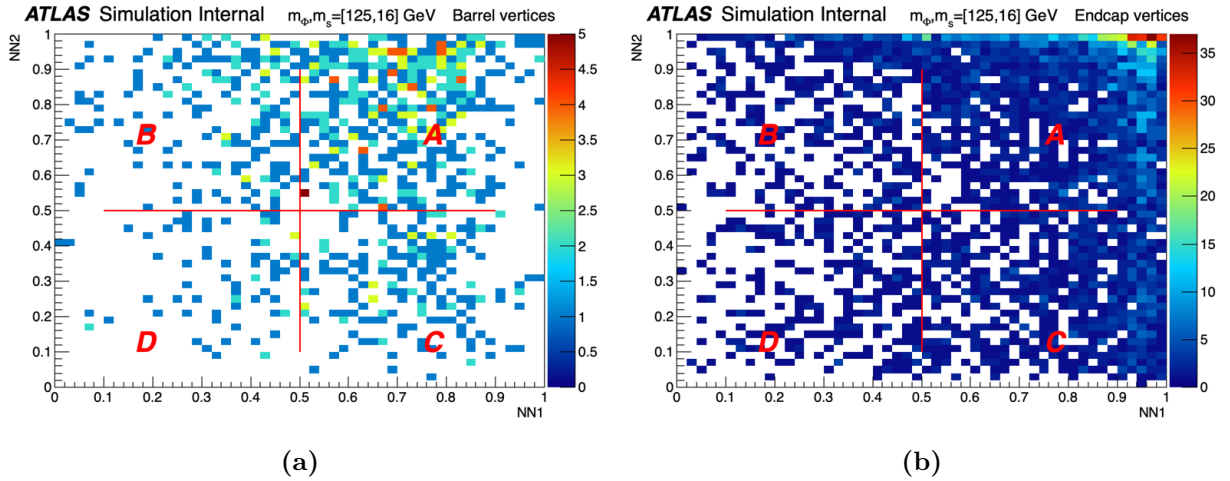 ATLAS Simulation Internal m_Φ,m_s=[125,16] GeV Barrel vertices
NN2
1
0.9
0.8
0.7
0.6
0.5
0.4
0.3
0.2
0.1
0
B
A
D
C
0 0.1 0.2 0.3 0.4 0.5 0.6 0.7 0.8 0.9 1
NN1
5
4.5
4
3.5
3
2.5
2
1.5
1
0.5
0
(a)
ATLAS Simulation Internal m_Φ,m_s=[125,16] GeV Endcap vertices
NN2
1
0.9
0.8
0.7
0.6
0.5
0.4
0.3
0.2
0.1
0
B
A
D
C
0 0.1 0.2 0.3 0.4 0.5 0.6 0.7 0.8 0.9 1
NN1
35
30
25
20
15
10
5
0
(b)